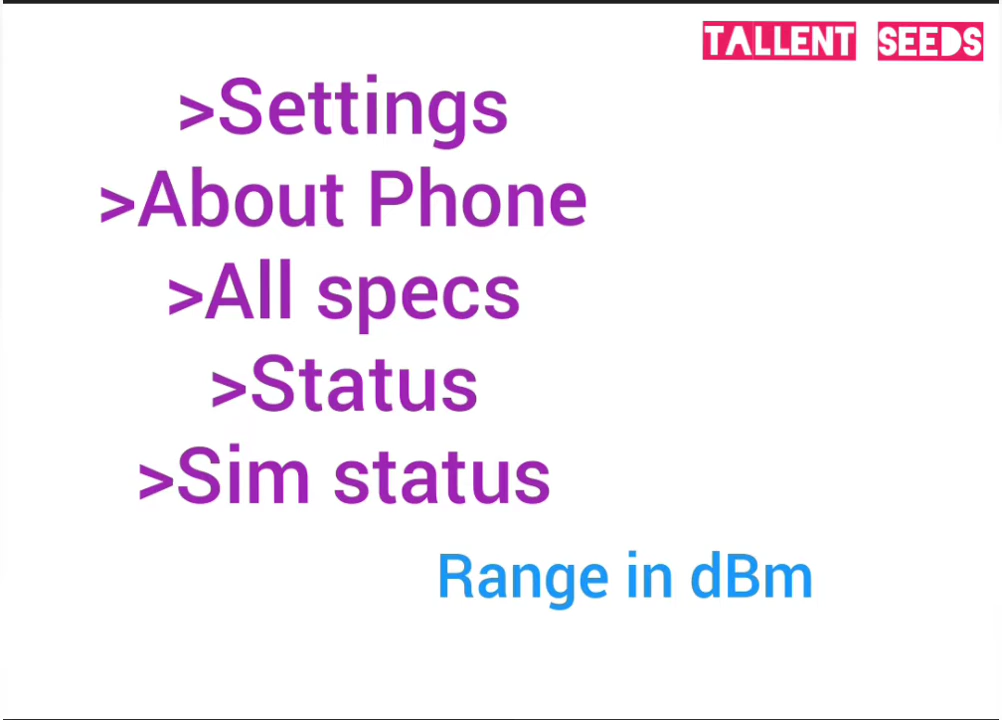 TALLENT SEEDS
>Settings
>About Phone
>All specs
>Status
>Sim status
Range in dBm